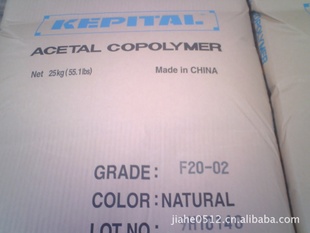 KEPITAL
ACETAL COPOLYMER
Net 25kg(55.1lbs) Made in CHINA
GRADE: F20-02
COLOR: NATURAL
LOT NO:
jiahe0512.cn.alibaba.com